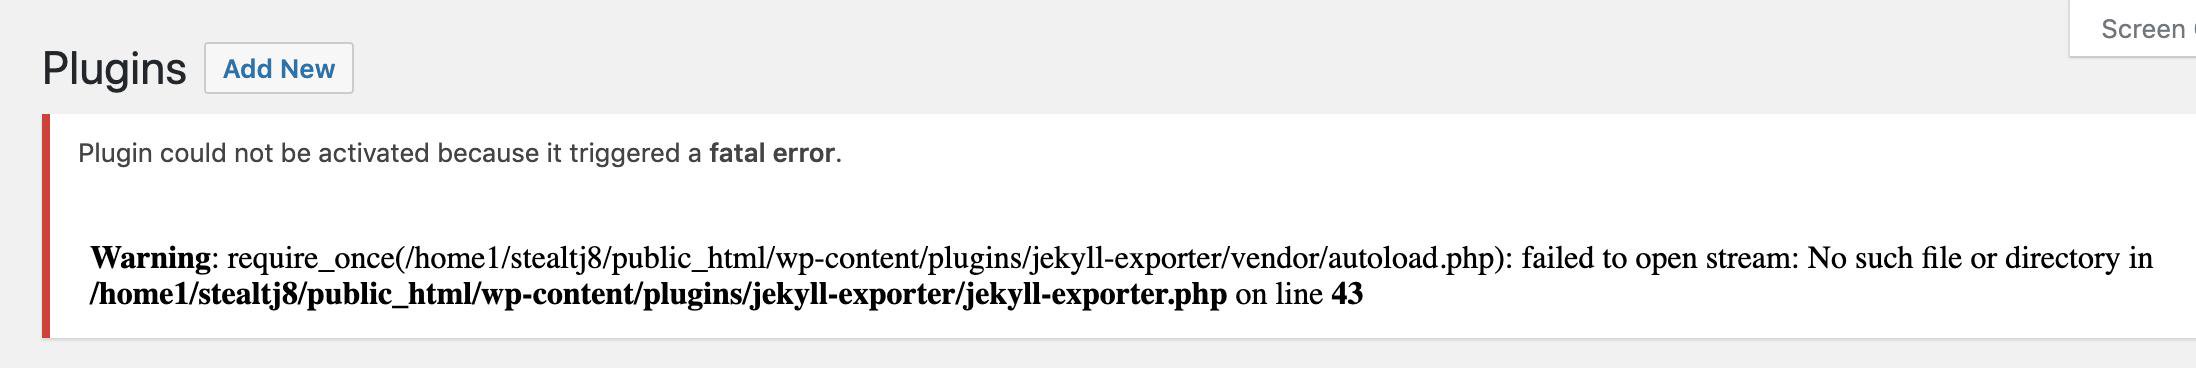 Screen
Plugins Add New
Plugin could not be activated because it triggered a fatal error.
Warning: require_once(/home1/stealtj8/public_html/wp-content/plugins/jekyll-exporter/vendor/autoload.php): failed to open stream: No such file or directory in
/home1/stealtj8/public_html/wp-content/plugins/jekyll-exporter/jekyll-exporter.php on line 43